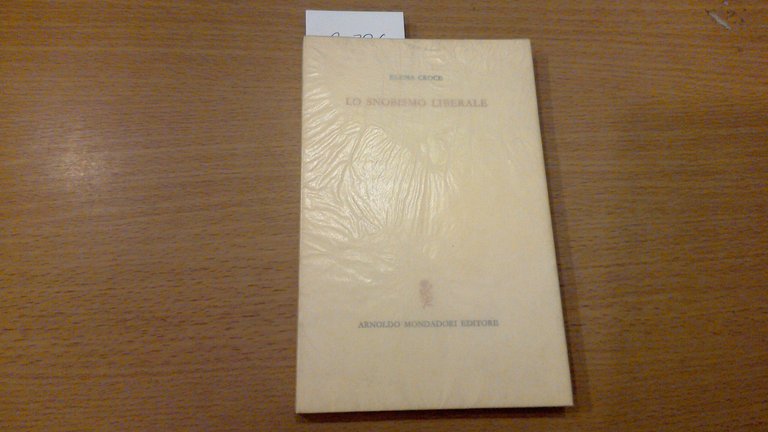 ELENA CROCE
LO SNOBISMO LIBERALE
ARNOLDO MONDADORI EDITORE